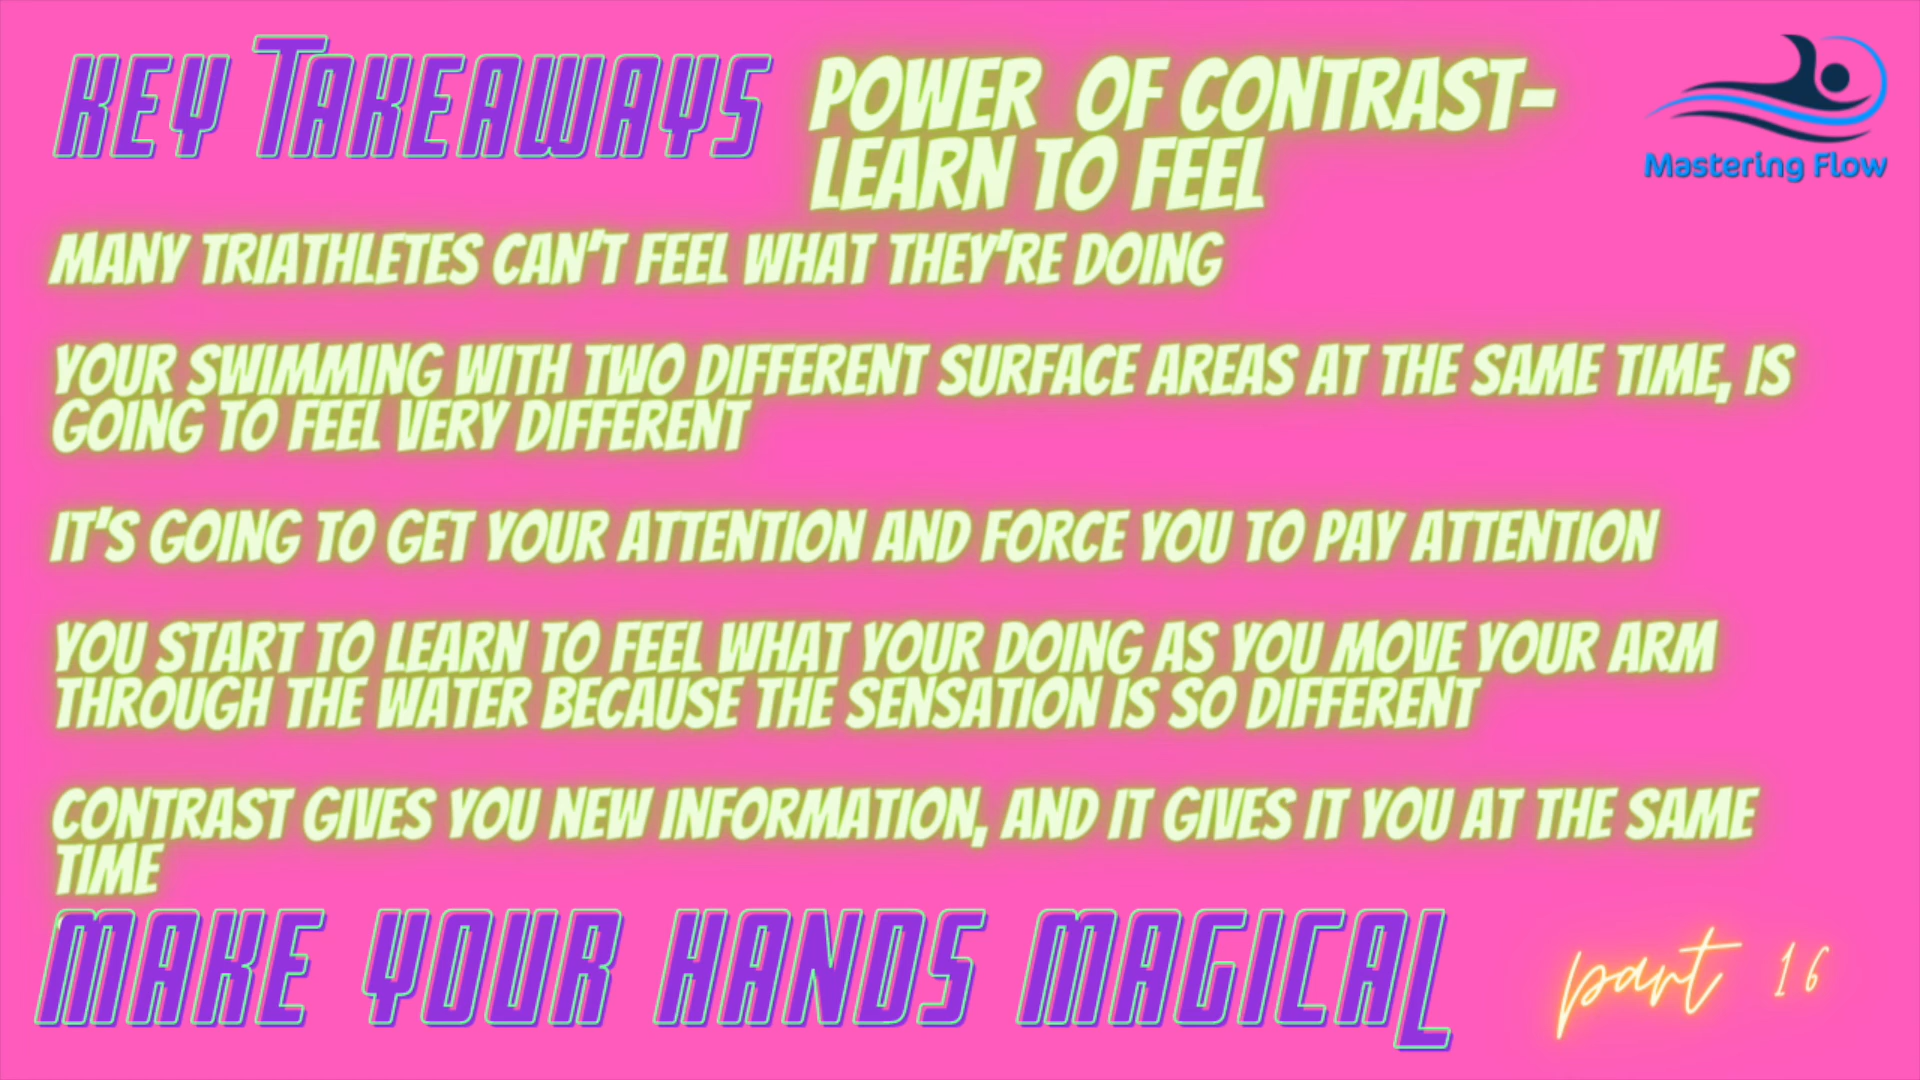 Key Takeaways
POWER OF CONTRAST-
LEARN TO FEEL
Mastering Flow
MANY TRIATHLETES CAN'T FEEL WHAT THEY'RE DOING
YOUR SWIMMING WITH TWO DIFFERENT SURFACE AREAS AT THE SAME TIME, IS
GOING TO FEEL VERY DIFFERENT
IT'S GOING TO GET YOUR ATTENTION AND FORCE YOU TO PAY ATTENTION
YOU START TO LEARN TO FEEL WHAT YOUR DOING AS YOU MOVE YOUR ARM
THROUGH THE WATER BECAUSE THE SENSATION IS SO DIFFERENT
CONTRAST GIVES YOU NEW INFORMATION, AND IT GIVES IT YOU AT THE SAME
TIME
MAKE YOUR HANDS MAGICAL
part 16